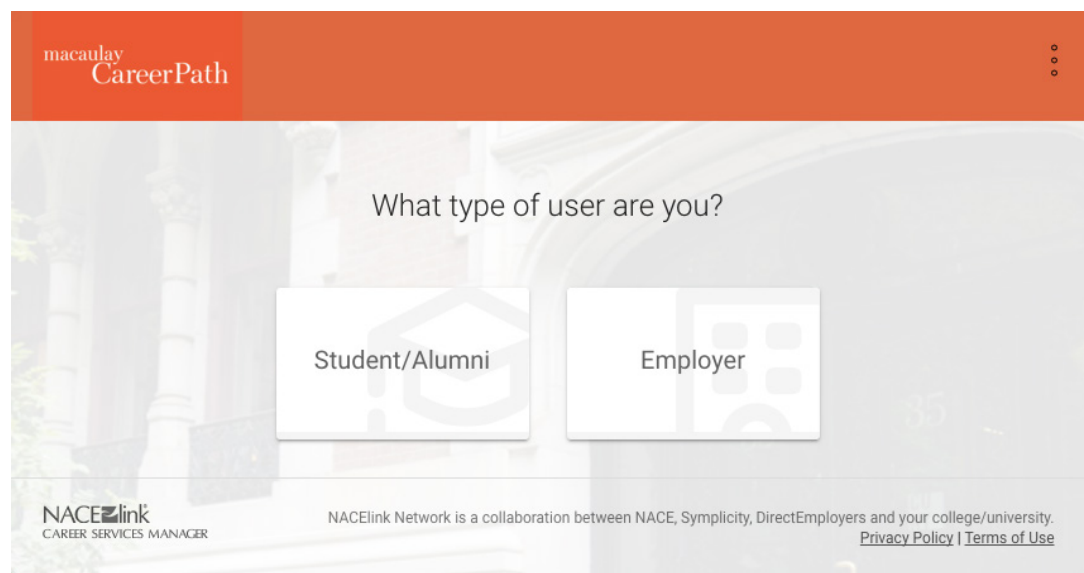 macaulay
CareerPath
What type of user are you?
Student/Alumni
Employer
35
NACElink
CAREER SERVICES MANAGER
NACElink Network is a collaboration between NACE, Symplicity, DirectEmployers and your college/university.
Privacy Policy | Terms of Use